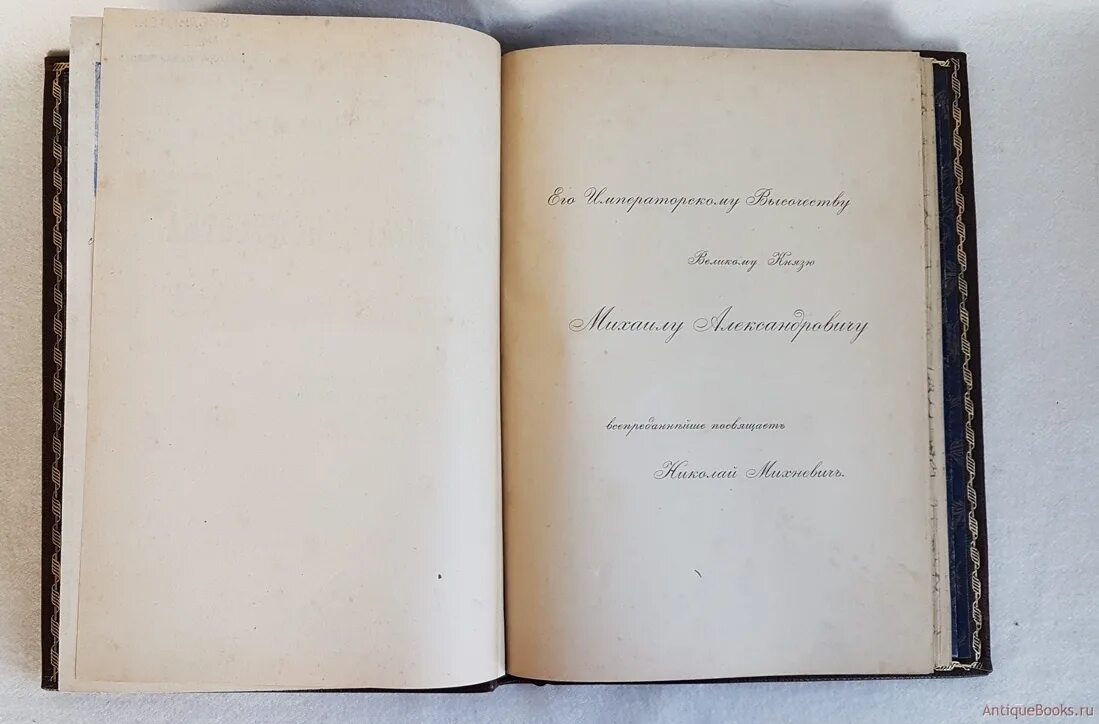 Его Императорскому Высочеству
Великому Князю
Михаилу Александровичу
всепреданнѣйше посвящаетъ
Николай Михневичъ.
AntiqueBooks.ru